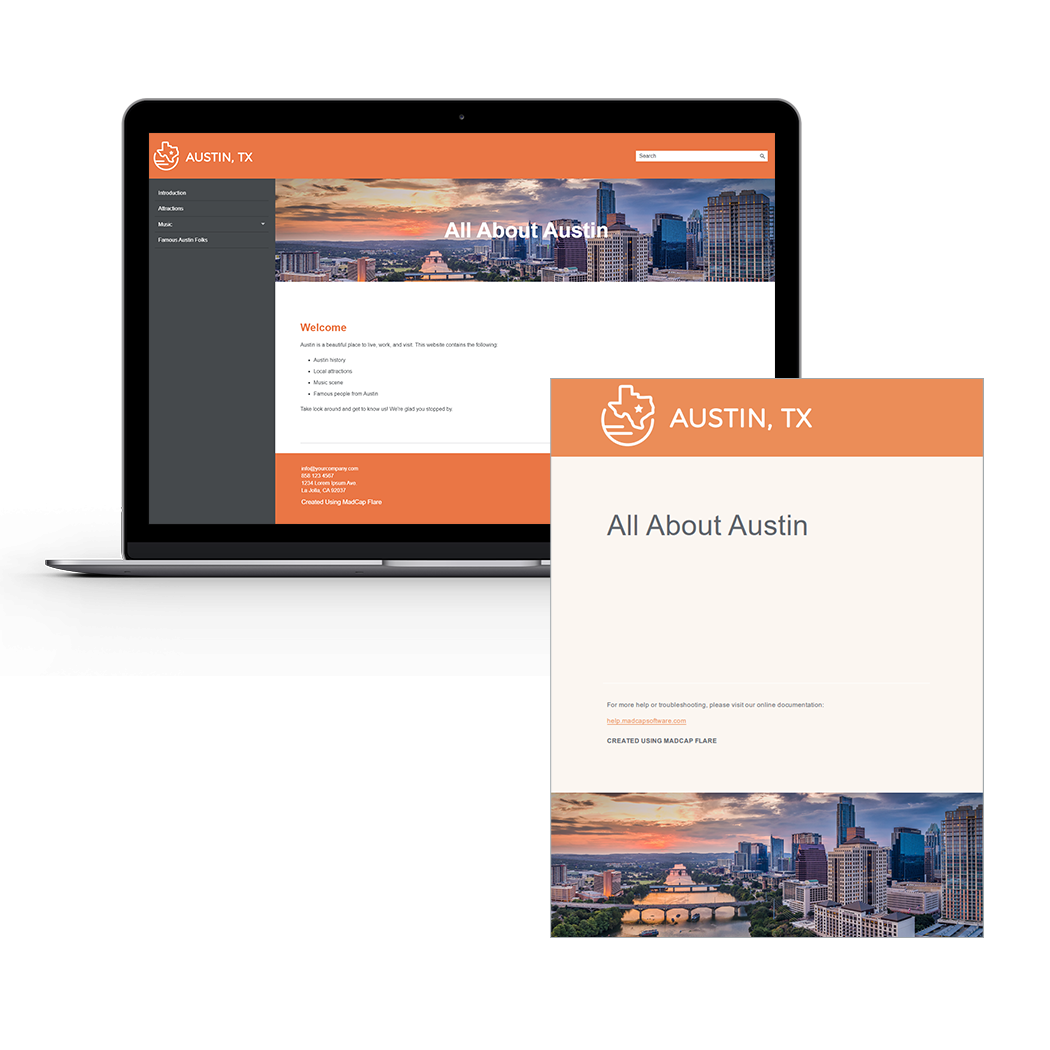 AUSTIN, TX
Search
Introduction
Attractions
Music
Famous Austin Folks
All About Austin
Welcome
Austin is a beautiful place to live, work, and visit. This website contains the following:
Austin history
Local attractions
Music scene
Famous people from Austin
Take look around and get to know us! We're glad you stopped by.
info@yourcompany.com
858 123 4567
1234 Lorem Ipsum Ave.
La Jolla, CA 92037
Created Using MadCap Flare
AUSTIN, TX
All About Austin
For more help or troubleshooting, please visit our online documentation:
help.madcapsoftware.com
CREATED USING MADCAP FLARE